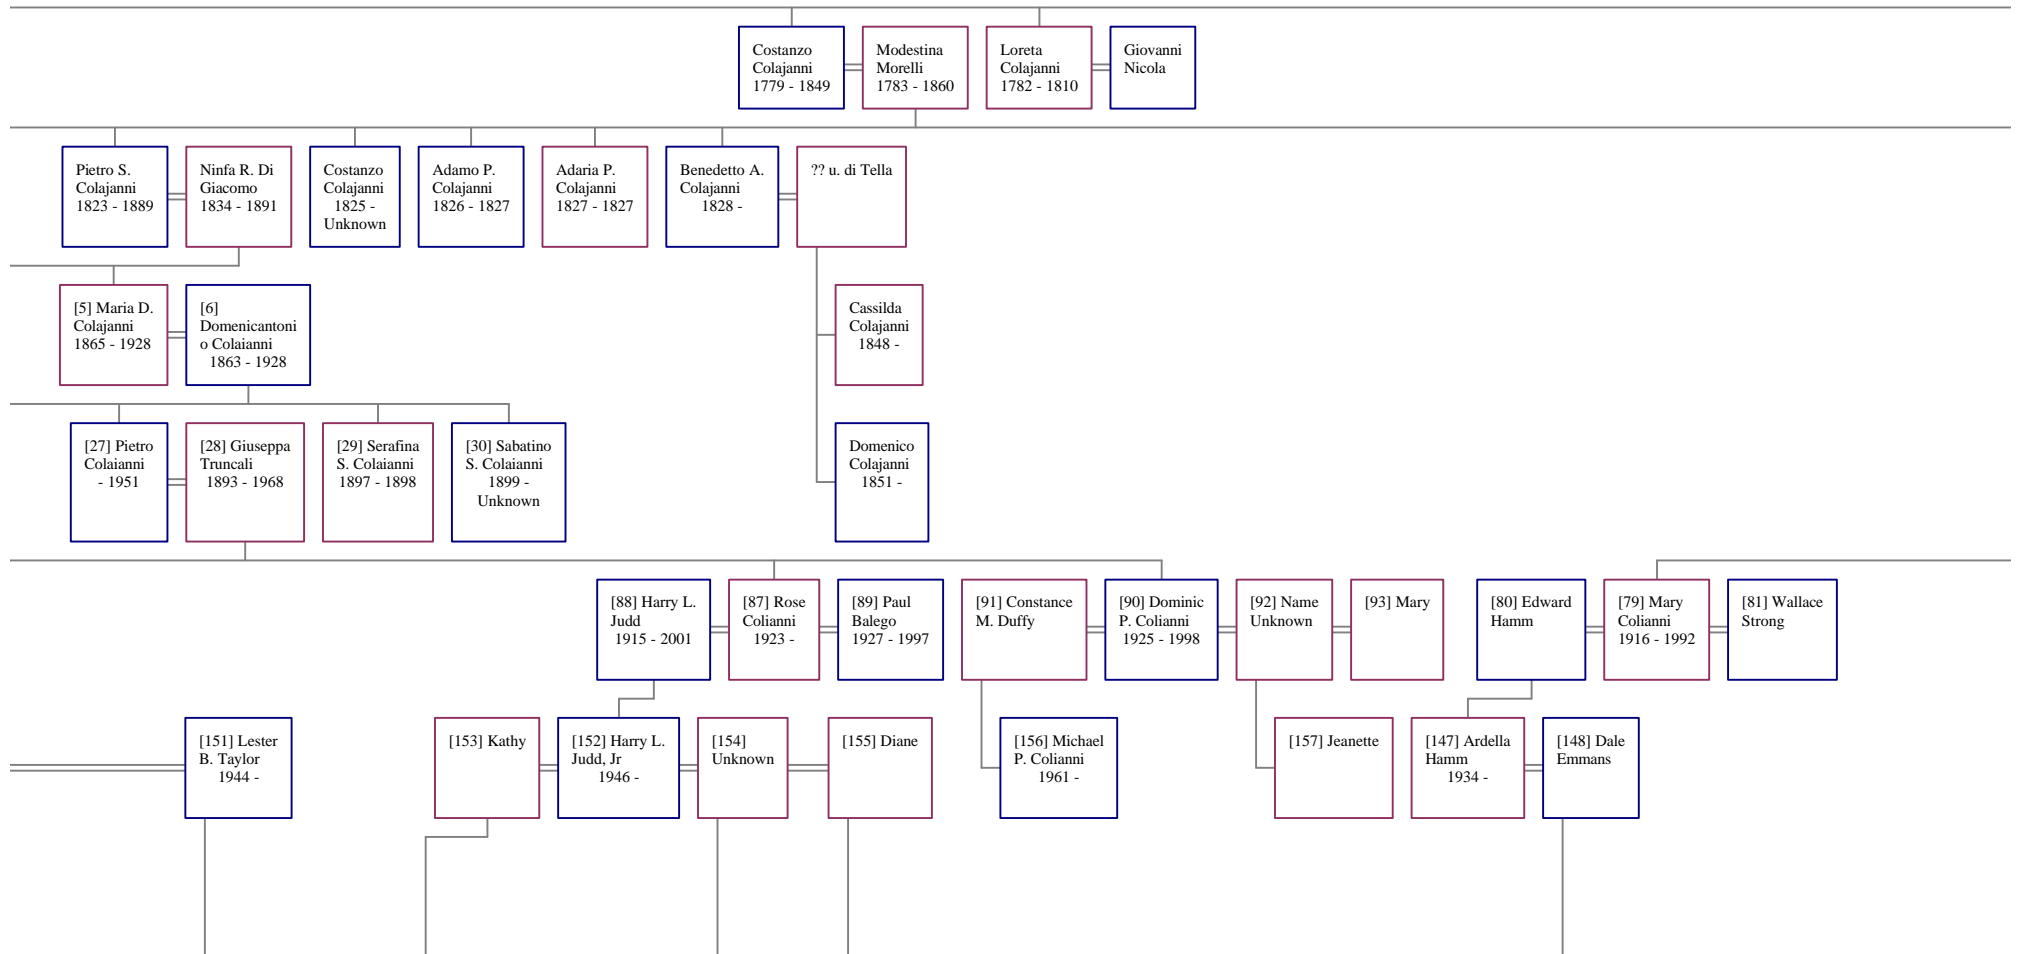 Costanzo
Colajanni
1779 - 1849
Modestina
Morelli
1783 - 1860
Loreta
Colajanni
1782 - 1810
Giovanni
Nicola
Pietro S.
Colajanni
1823 - 1889
Ninfa R. Di
Giacomo
1834 - 1891
Costanzo
Colajanni
1825 -
Unknown
Adamo P.
Colajanni
1826 - 1827
Adaria P.
Colajanni
1827 - 1827
Benedetto A.
Colajanni
1828 -
?? u. di Tella
[5] Maria D.
Colajanni
1865 - 1928
[6]
Domenicantoni
o Colaianni
1863 - 1928
Cassilda
Colajanni
1848 -
[27] Pietro
Colaianni
- 1951
[28] Giuseppa
Truncali
1893 - 1968
[29] Serafina
S. Colaianni
1897 - 1898
[30] Sabatino
S. Colaianni
1899 -
Unknown
Domenico
Colajanni
1851 -
[88] Harry L.
Judd
1915 - 2001
[87] Rose
Colianni
1923 -
[89] Paul
Balego
1927 - 1997
[91] Constance
M. Duffy
[90] Dominic
P. Colianni
1925 - 1998
[92] Name
Unknown
[93] Mary
[80] Edward
Hamm
[79] Mary
Colianni
1916 - 1992
[81] Wallace
Strong
[151] Lester
B. Taylor
1944 -
[153] Kathy
[152] Harry L.
Judd, Jr
1946 -
[154]
Unknown
[155] Diane
[156] Michael
P. Colianni
1961 -
[157] Jeanette
[147] Ardella
Hamm
1934 -
[148] Dale
Emmans